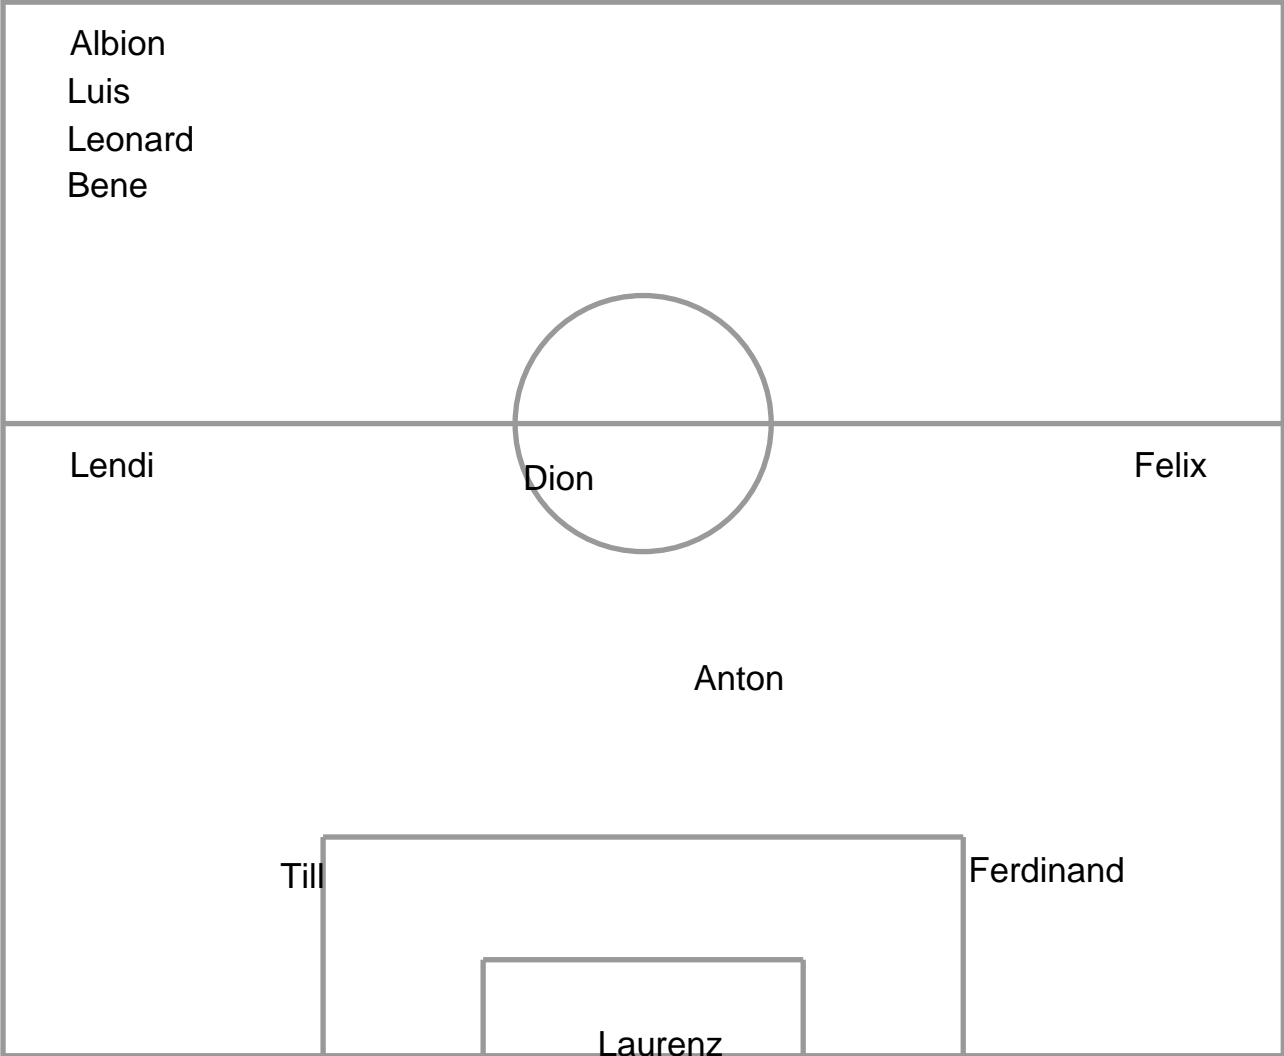 Albion
Luis
Leonard
Bene
Lendi
Dion
Felix
Anton
Till
Ferdinand
Laurenz